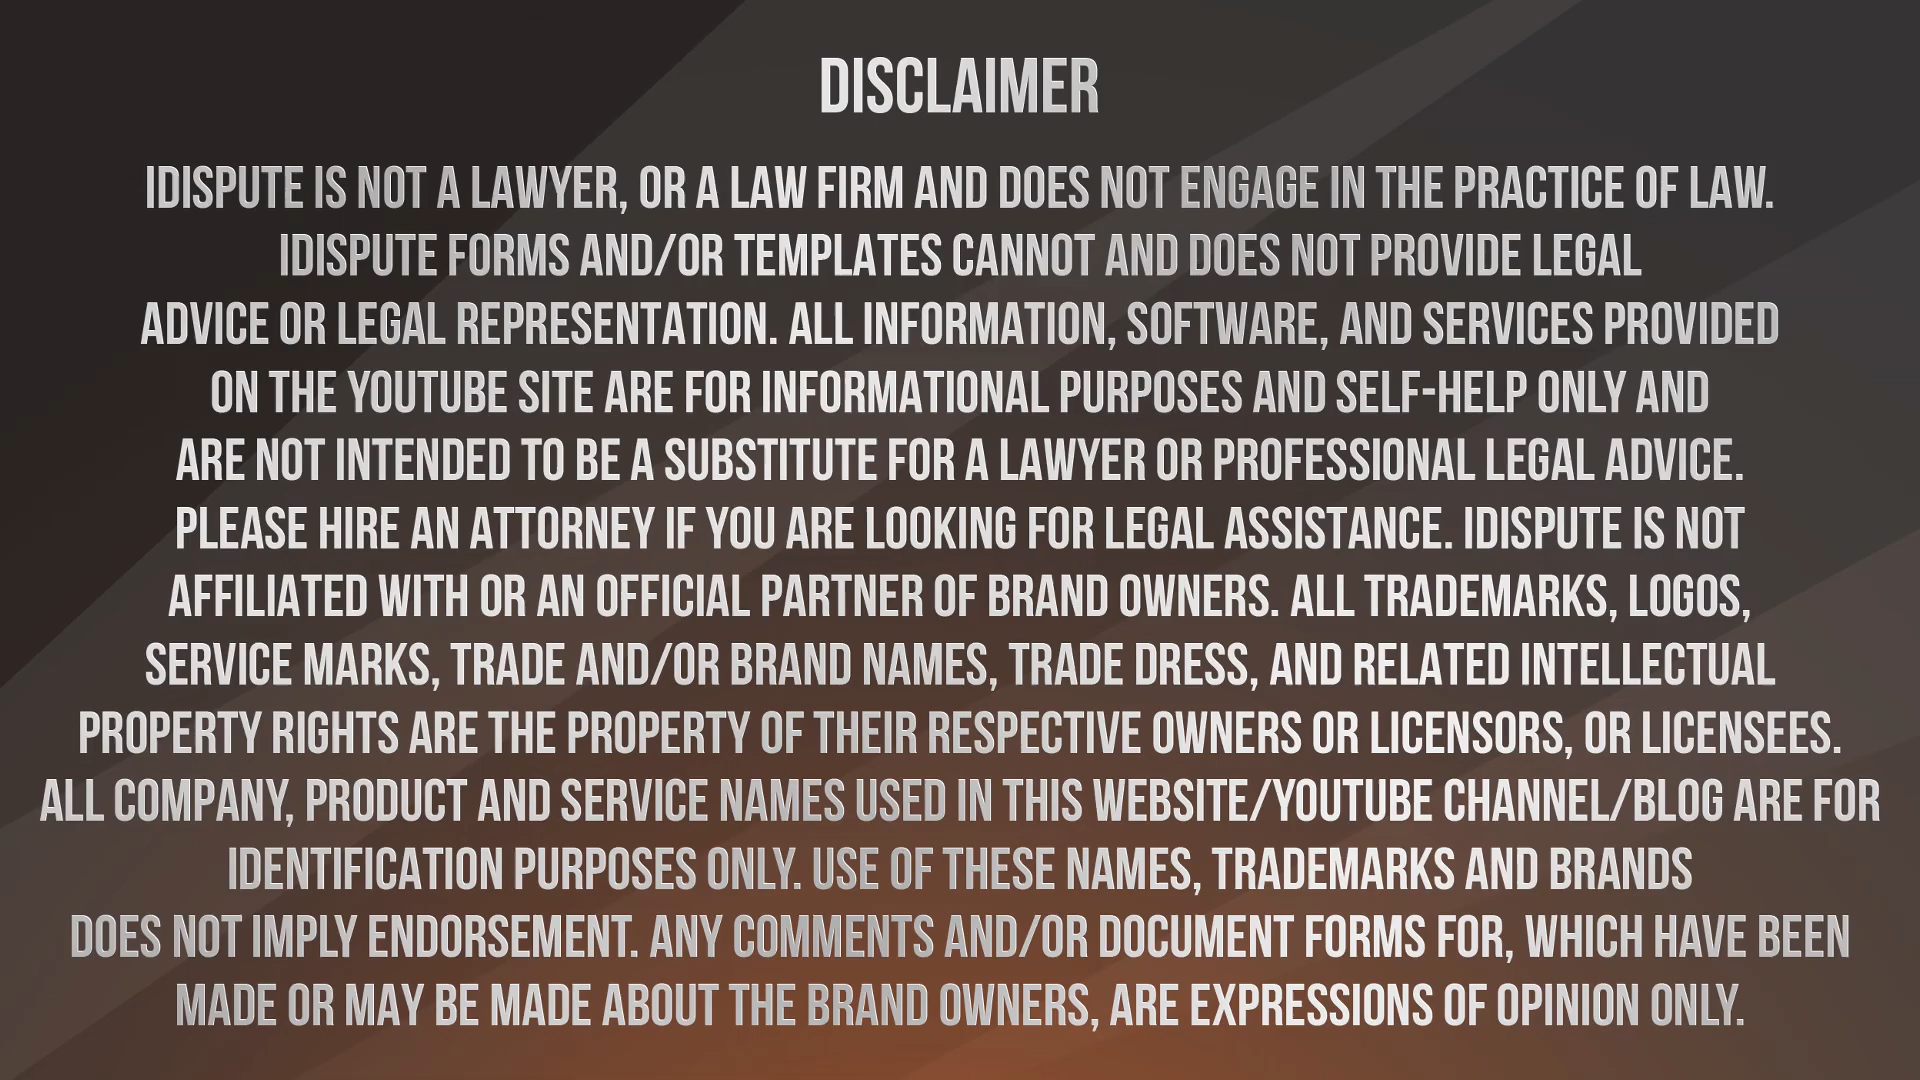 DISCLAIMER
IDISPUTE IS NOT A LAWYER, OR A LAW FIRM AND DOES NOT ENGAGE IN THE PRACTICE OF LAW.
IDISPUTE FORMS AND/OR TEMPLATES CANNOT AND DOES NOT PROVIDE LEGAL
ADVICE OR LEGAL REPRESENTATION. ALL INFORMATION, SOFTWARE, AND SERVICES PROVIDED
ON THE YOUTUBE SITE ARE FOR INFORMATIONAL PURPOSES AND SELF-HELP ONLY AND
ARE NOT INTENDED TO BE A SUBSTITUTE FOR A LAWYER OR PROFESSIONAL LEGAL ADVICE.
PLEASE HIRE AN ATTORNEY IF YOU ARE LOOKING FOR LEGAL ASSISTANCE. IDISPUTE IS NOT
AFFILIATED WITH OR AN OFFICIAL PARTNER OF BRAND OWNERS. ALL TRADEMARKS, LOGOS,
SERVICE MARKS, TRADE AND/OR BRAND NAMES, TRADE DRESS, AND RELATED INTELLECTUAL
PROPERTY RIGHTS ARE THE PROPERTY OF THEIR RESPECTIVE OWNERS OR LICENSORS, OR LICENSEES.
ALL COMPANY, PRODUCT AND SERVICE NAMES USED IN THIS WEBSITE/YOUTUBE CHANNEL/BLOG ARE FOR
IDENTIFICATION PURPOSES ONLY. USE OF THESE NAMES, TRADEMARKS AND BRANDS
DOES NOT IMPLY ENDORSEMENT. ANY COMMENTS AND/OR DOCUMENT FORMS FOR, WHICH HAVE BEEN
MADE OR MAY BE MADE ABOUT THE BRAND OWNERS, ARE EXPRESSIONS OF OPINION ONLY.